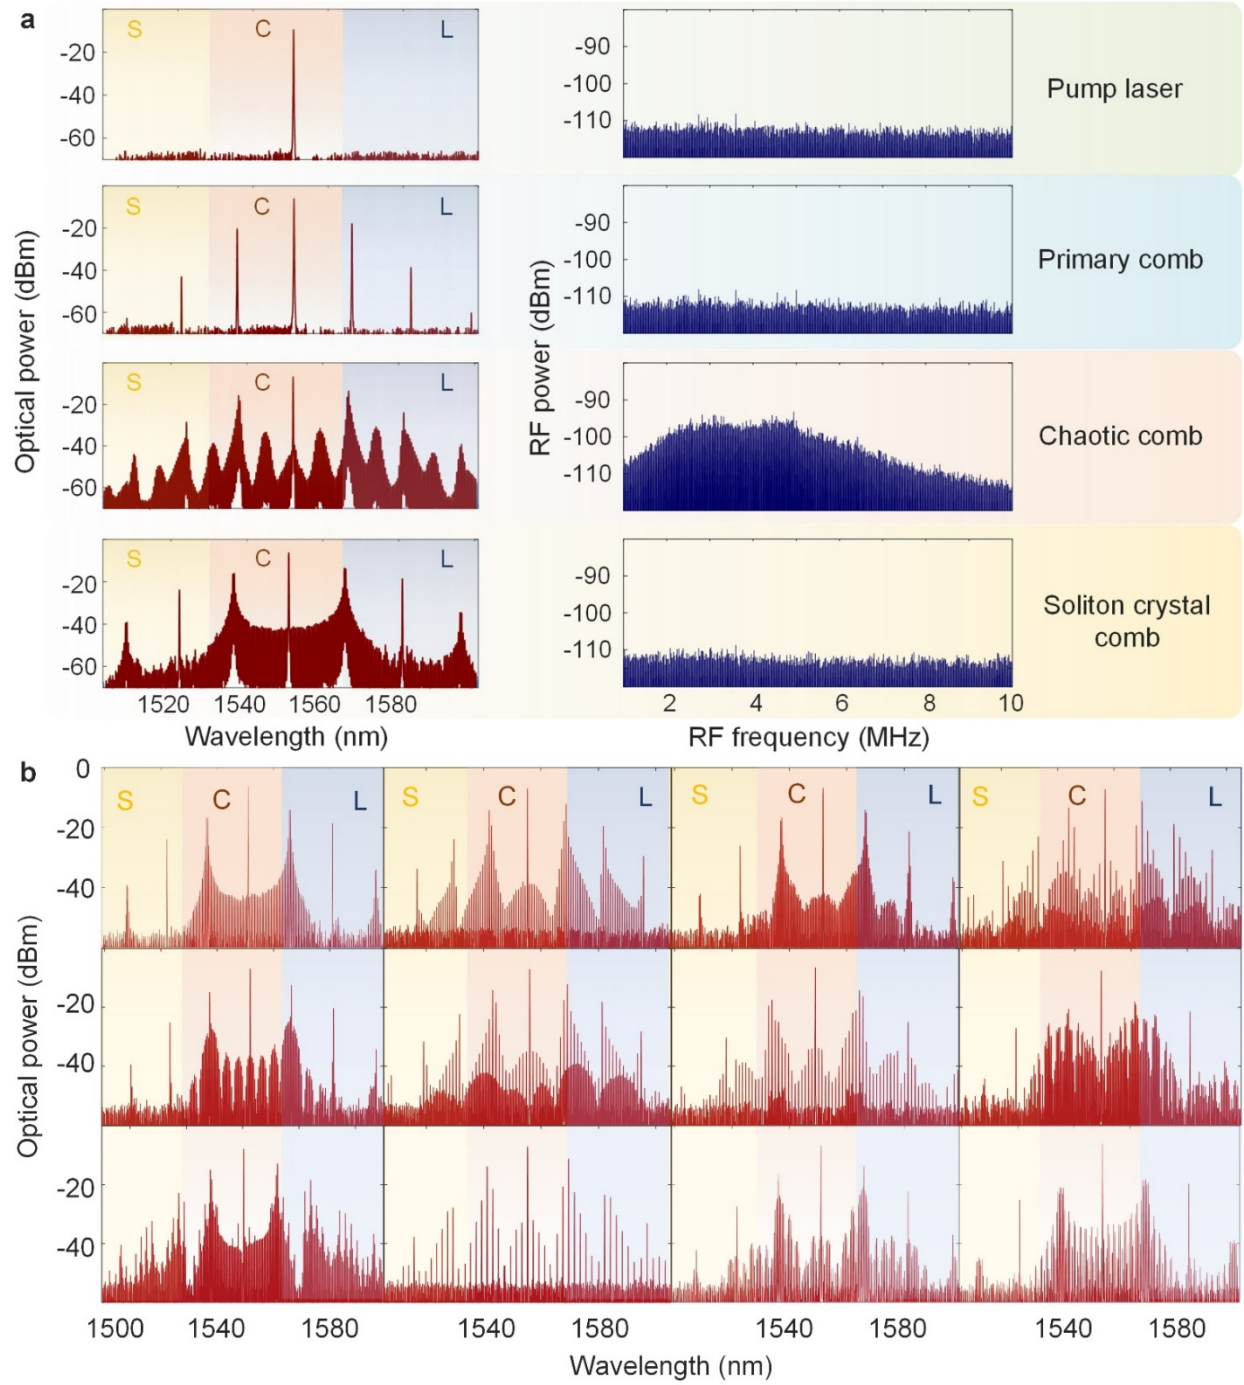 a
S C L
-20
-40
-60
-90
-100
-110
Pump laser
S C L
-20
-40
-60
-90
-100
-110
Primary comb
S C L
-20
-40
-60
-90
-100
-110
Chaotic comb
S C L
-20
-40
-60
-90
-100
-110
Soliton crystal
comb
Optical power (dBm)
RF power (dBm)
1520 1540 1560 1580
2 4 6 8 10
Wavelength (nm)
RF frequency (MHz)
b
0
S C L S C L S C L S C L
-20
-40
-20
-40
-20
-40
Optical power (dBm)
1500 1540 1580 1540 1580 1540 1580 1540 1580
Wavelength (nm)